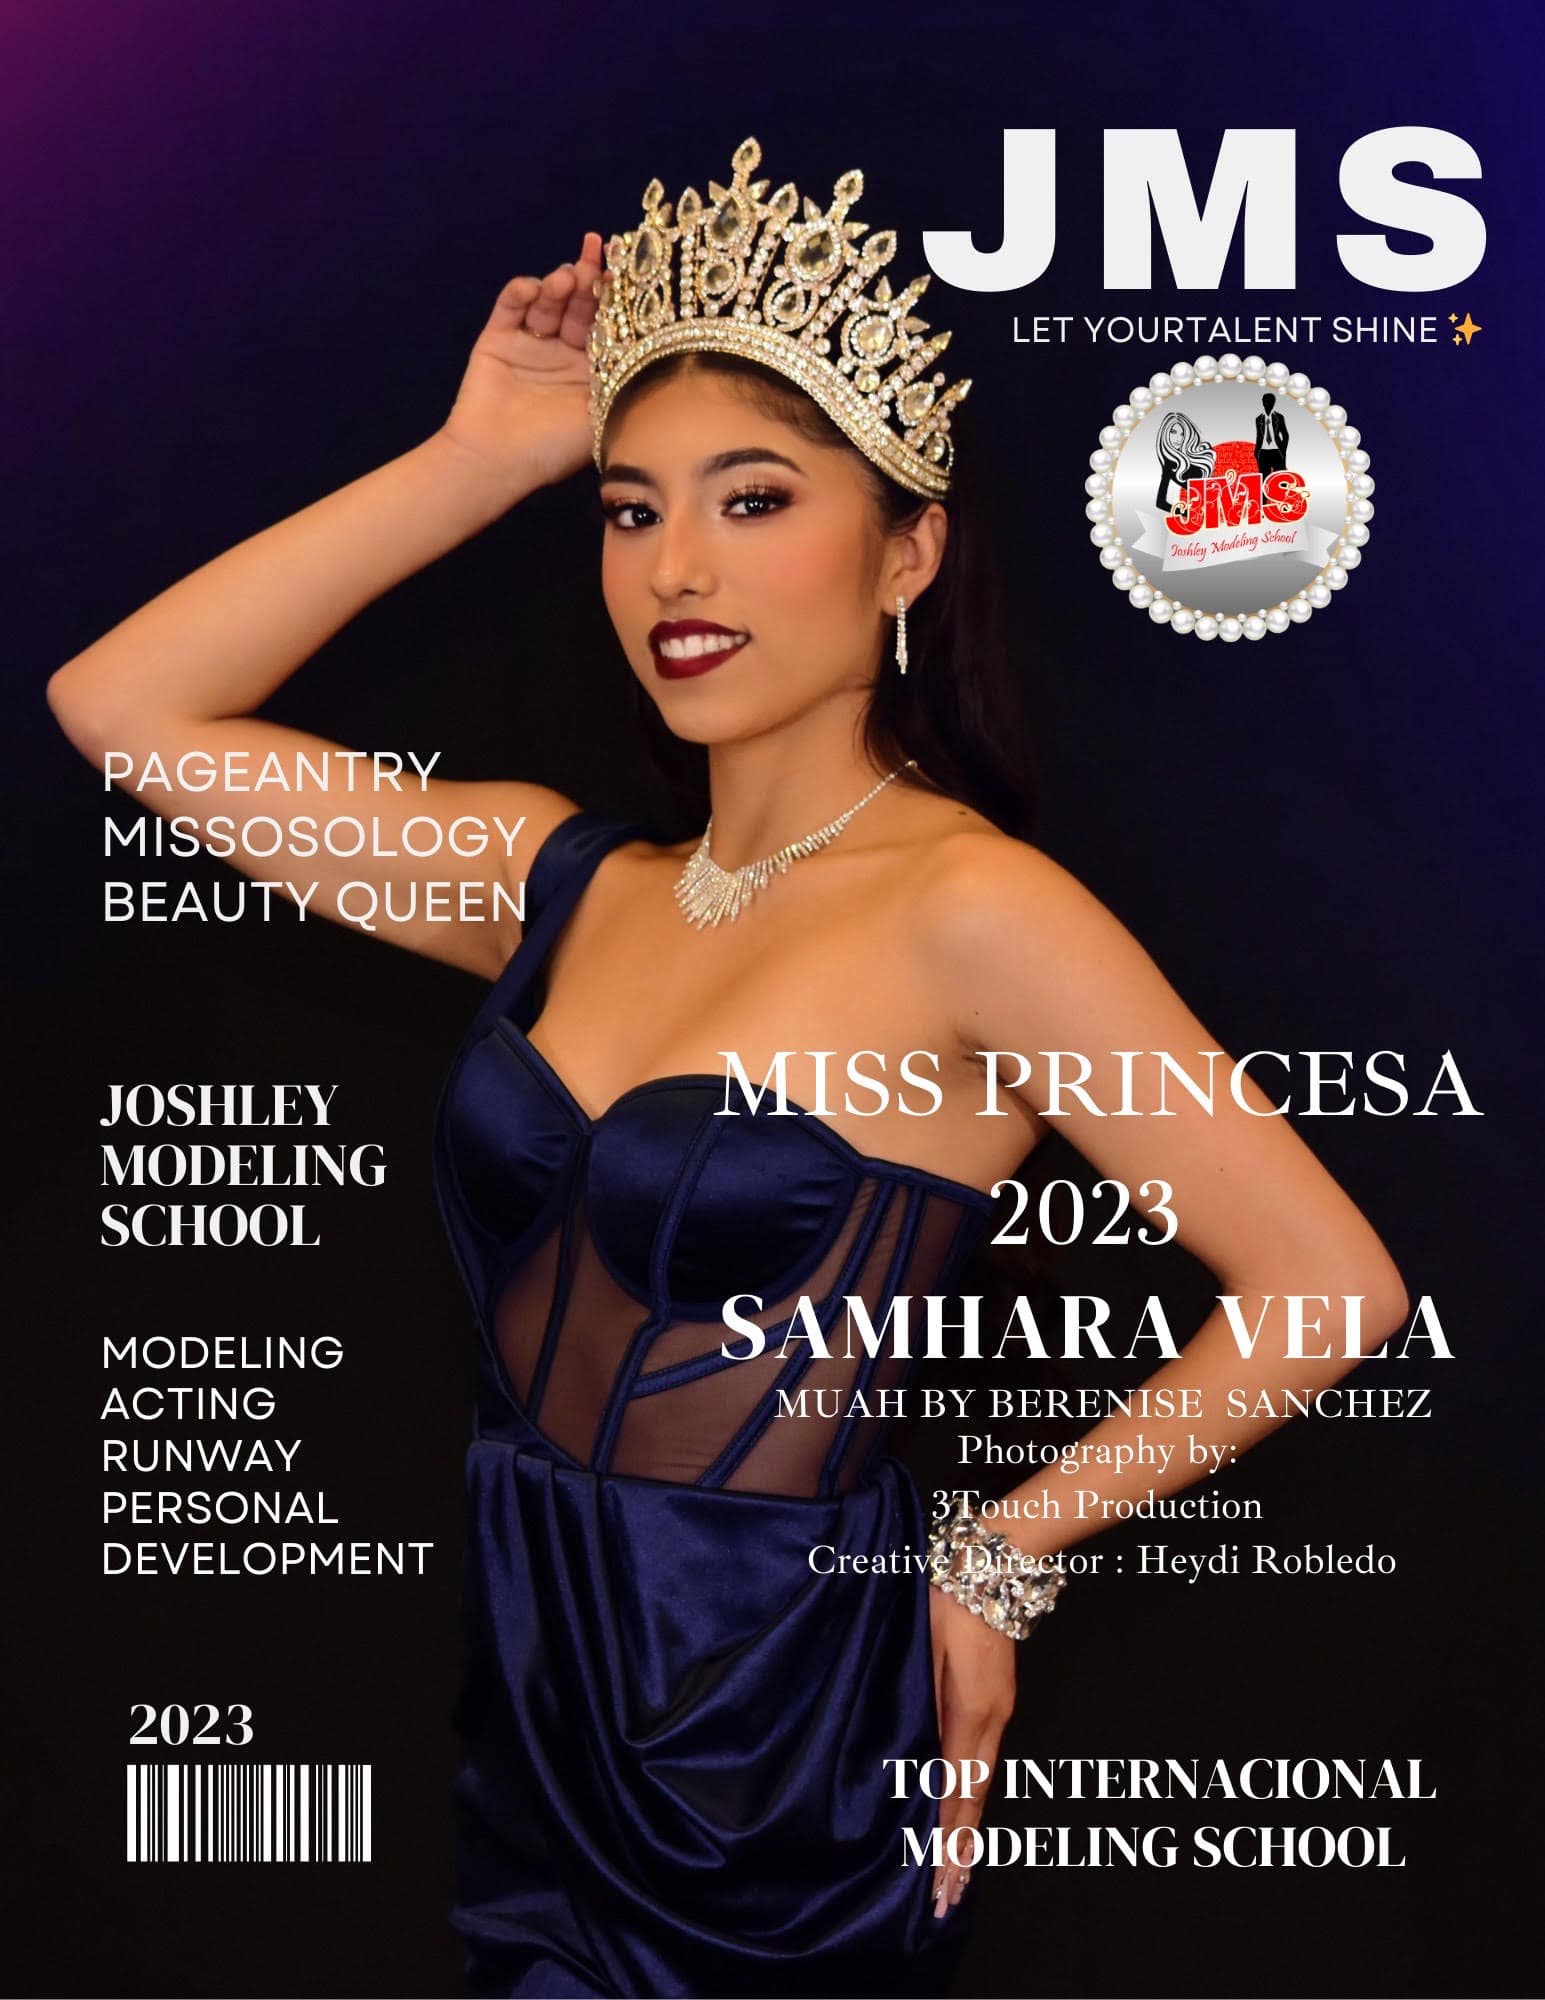 JMS
LET YOURTALENT SHINE ✨
JMS
Joshley Modeling School
PAGEANTRY
MISSOSOLOGY
BEAUTY QUEEN
JOSHLEY
MODELING
SCHOOL
MISS PRINCESA
2023
SAMHARA VELA
MUAH BY BERENISE SANCHEZ
Photography by:
3Touch Production
Creative Director : Heydi Robledo
MODELING
ACTING
RUNWAY
PERSONAL
DEVELOPMENT
2023
TOP INTERNACIONAL
MODELING SCHOOL